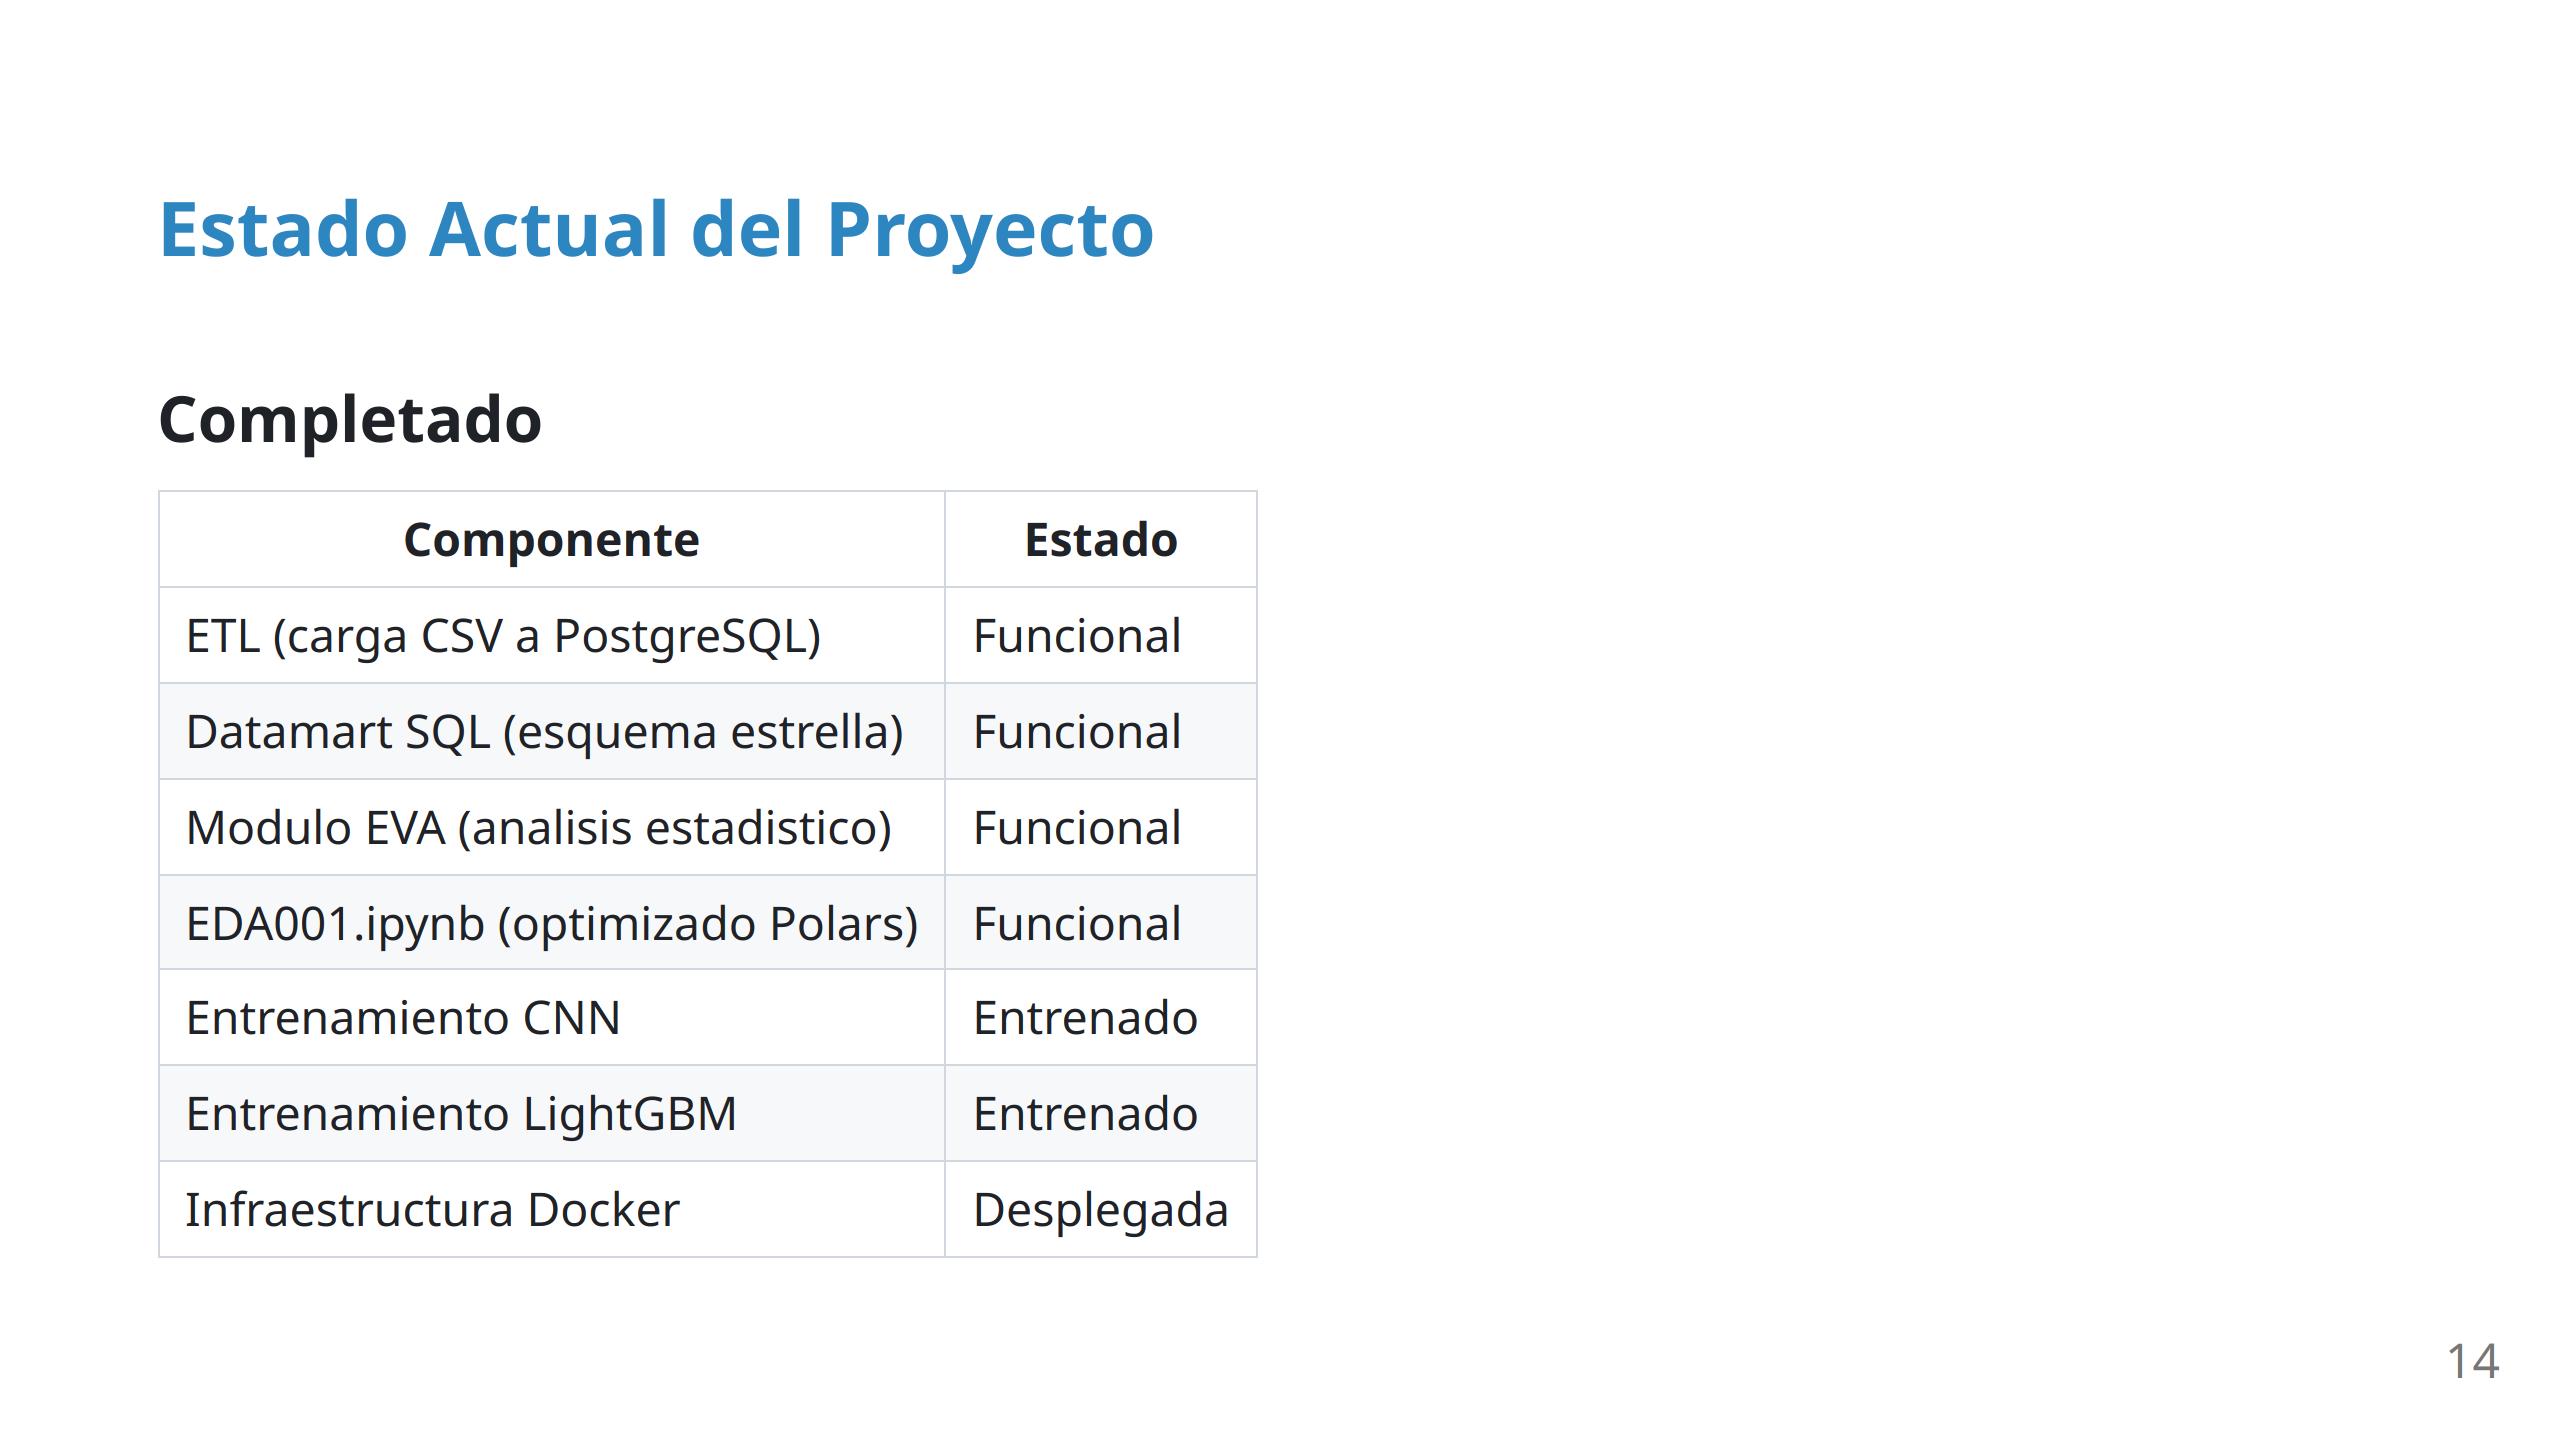 Estado Actual del Proyecto
Completado
Componente Estado
ETL (carga CSV a PostgreSQL) Funcional
Datamart SQL (esquema estrella) Funcional
Modulo EVA (analisis estadistico) Funcional
EDA001.ipynb (optimizado Polars) Funcional
Entrenamiento CNN Entrenado
Entrenamiento LightGBM Entrenado
Infraestructura Docker Desplegada
14